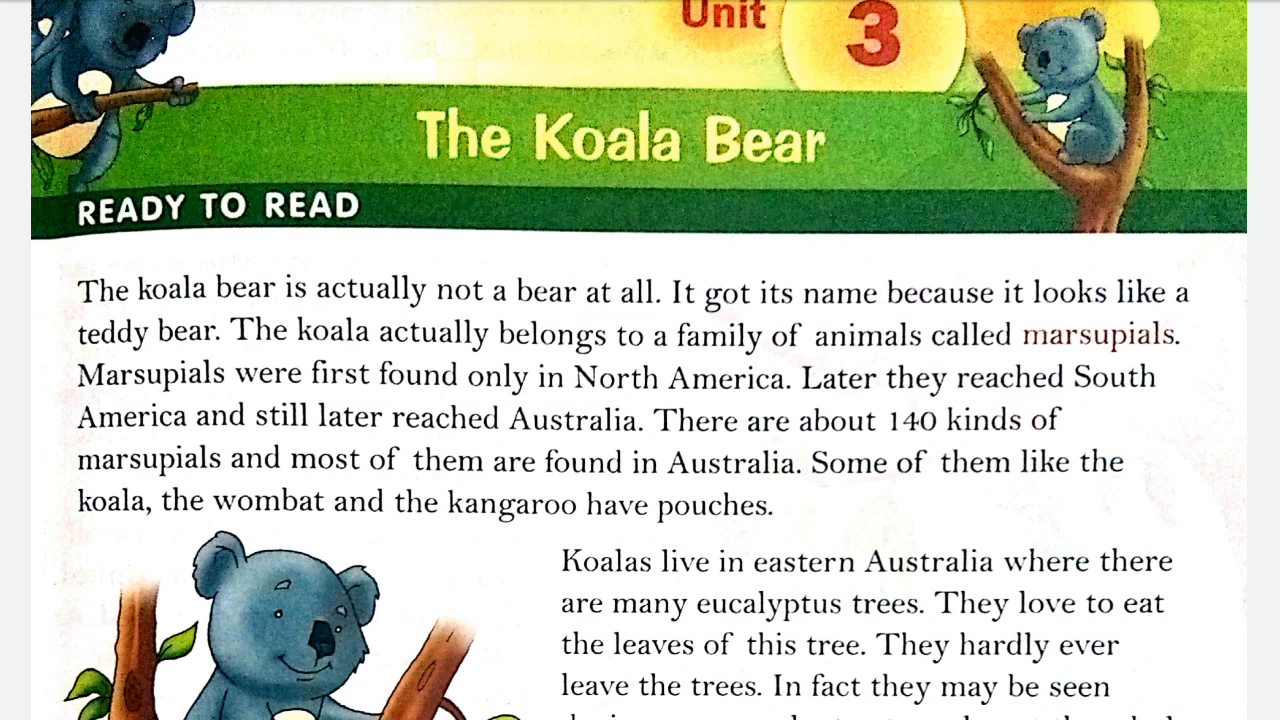 Unit 3
The Koala Bear
READY TO READ
The koala bear is actually not a bear at all. It got its name because it looks like a
teddy bear. The koala actually belongs to a family of animals called marsupials.
Marsupials were first found only in North America. Later they reached South
America and still later reached Australia. There are about 140 kinds of
marsupials and most of them are found in Australia. Some of them like the
koala, the wombat and the kangaroo have pouches.
Koalas live in eastern Australia where there
are many eucalyptus trees. They love to eat
the leaves of this tree. They hardly ever
leave the trees. In fact they may be seen